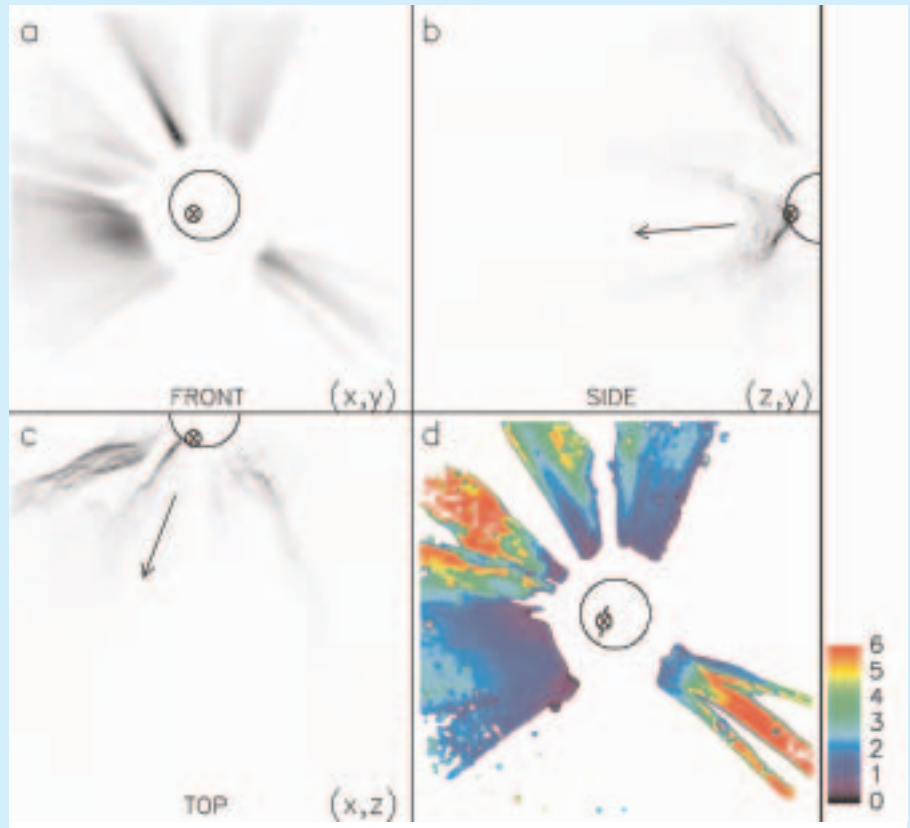 a
b
FRONT (x,y)
SIDE (z,y)
c
d
TOP (x,z)
6
5
4
3
2
1
0